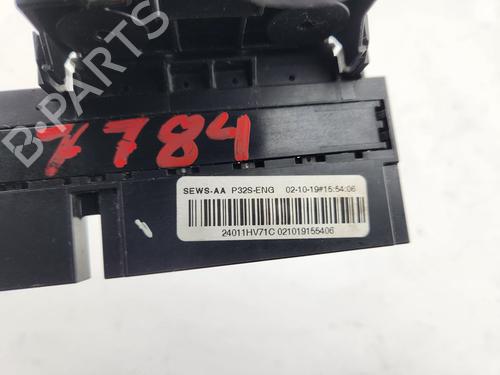 B-PARTS
7784
SEWS-AA P32S-ENG 02-10-19#15:54:06
24011HV71C 021019155406